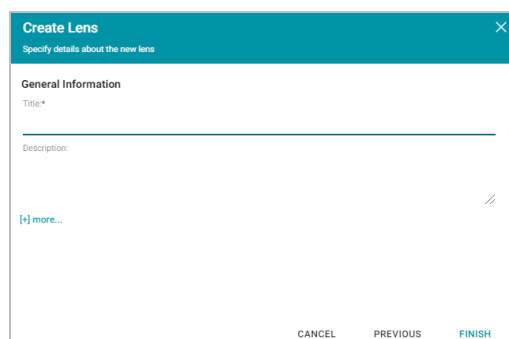 Create Lens
Specify details about the new lens
General Information
Title:*
Description:
[+] more...
CANCEL PREVIOUS FINISH